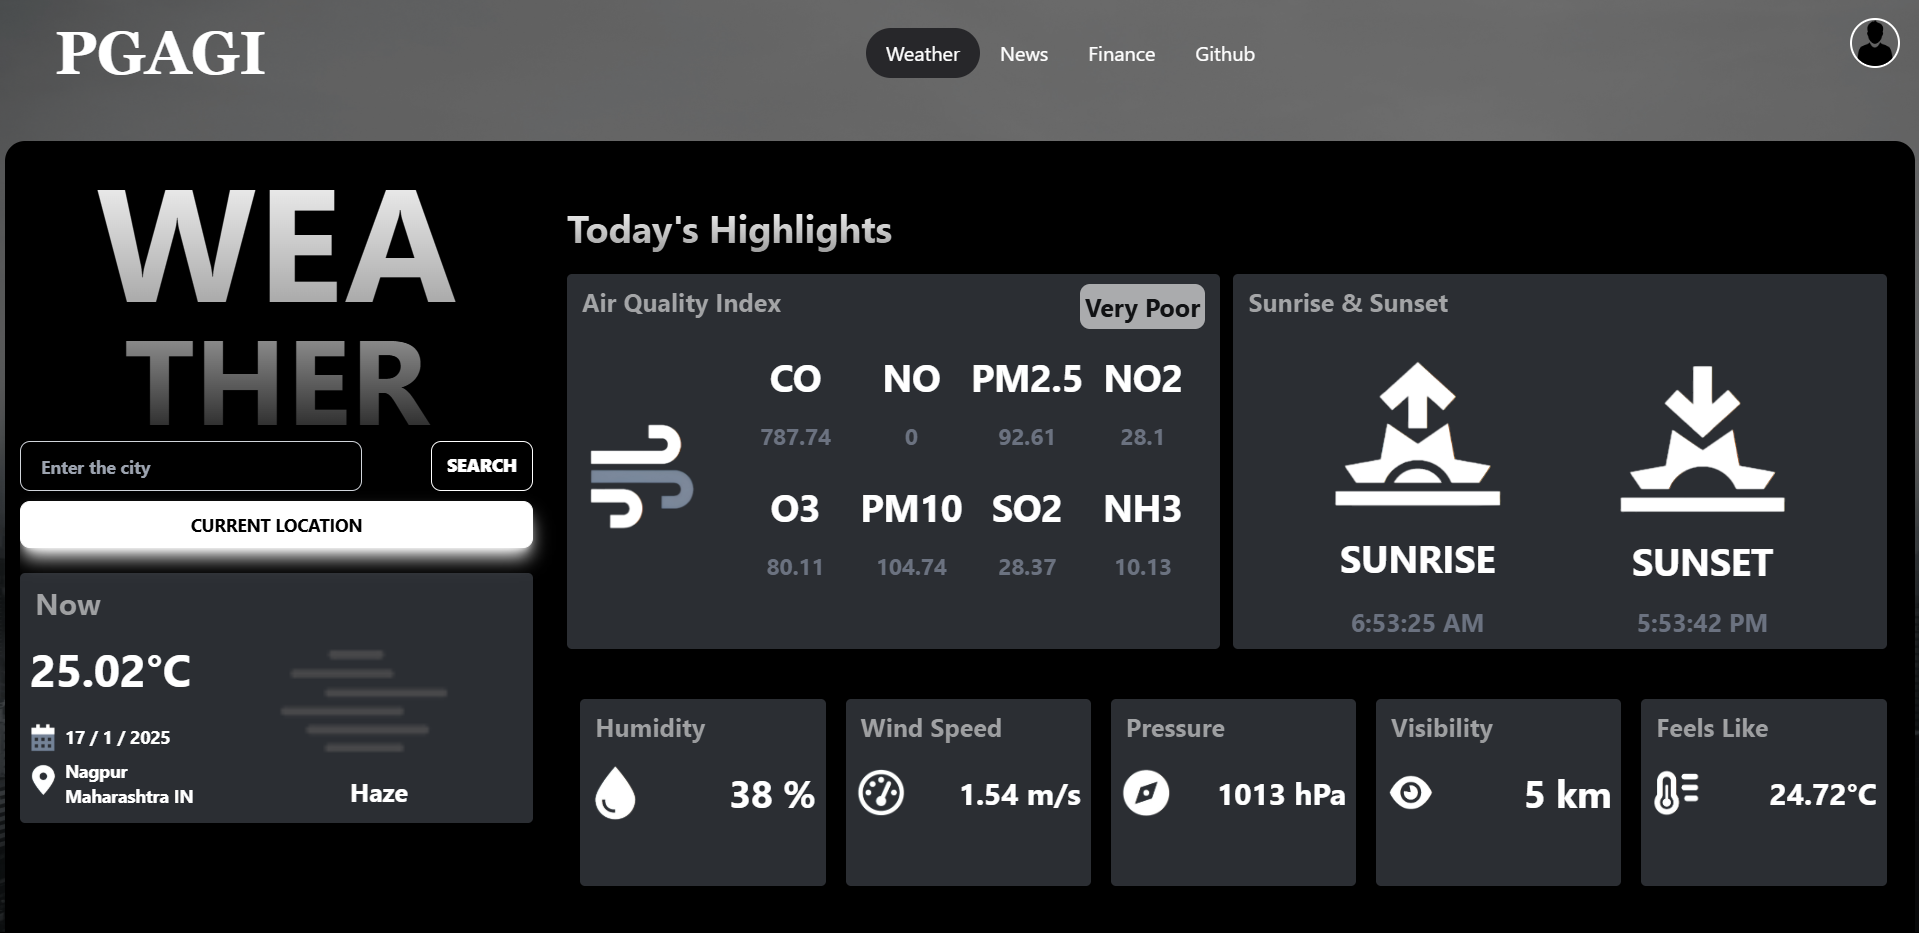 PGAGI
Weather News Finance Github
WEA
THER
Enter the city
SEARCH
CURRENT LOCATION
Now
25.02°C
17 / 1 / 2025
Nagpur
Maharashtra IN
Haze
Today's Highlights
Air Quality Index
Very Poor
CO NO PM2.5 NO2
787.74 0 92.61 28.1
O3 PM10 SO2 NH3
80.11 104.74 28.37 10.13
Sunrise & Sunset
SUNRISE SUNSET
6:53:25 AM 5:53:42 PM
Humidity
38 %
Wind Speed
1.54 m/s
Pressure
1013 hPa
Visibility
5 km
Feels Like
24.72°C